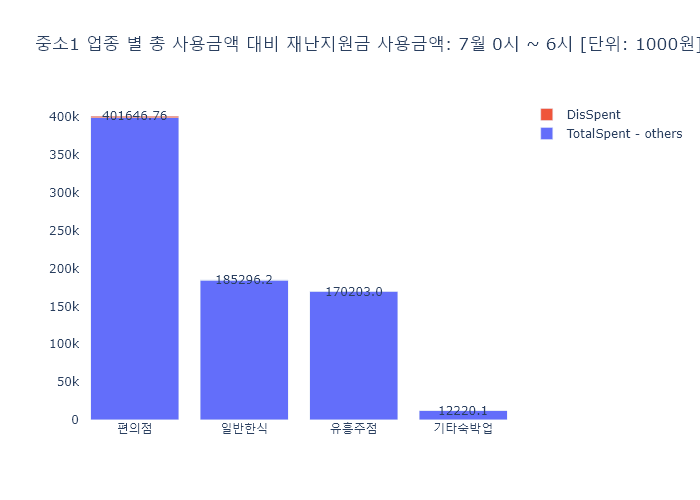 중소1 업종 별 총 사용금액 대비 재난지원금 사용금액: 7월 0시 ~ 6시 [단위: 1000원]
DisSpent
TotalSpent - others
400k
350k
300k
250k
200k
150k
100k
50k
0
401646.76
185296.2
170203.0
12220.1
편의점
일반한식
유흥주점
기타숙박업